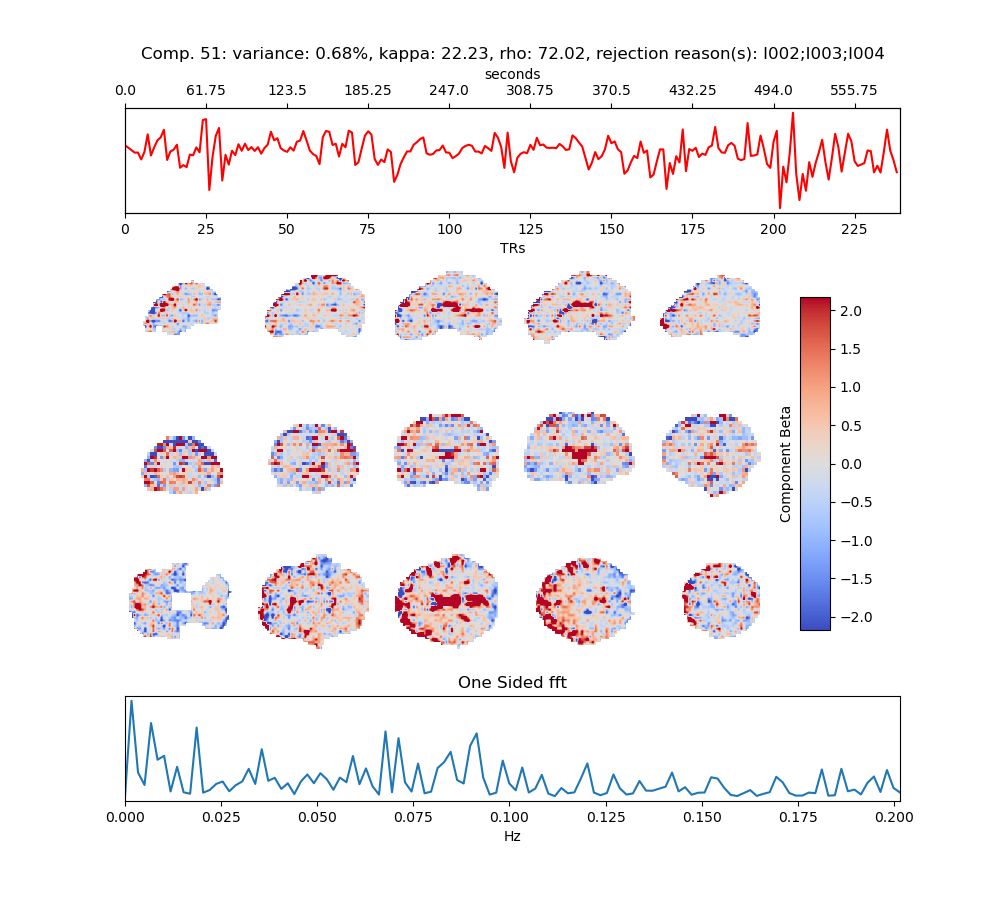 Comp. 51: variance: 0.68%, kappa: 22.23, rho: 72.02, rejection reason(s): I002;I003;I004
seconds
0.0 61.75 123.5 185.25 247.0 308.75 370.5 432.25 494.0 555.75
0 25 50 75 100 125 150 175 200 225
TRs
Component Beta
2.0
1.5
1.0
0.5
0.0
−0.5
−1.0
−1.5
−2.0
One Sided fft
0.000 0.025 0.050 0.075 0.100 0.125 0.150 0.175 0.200
Hz